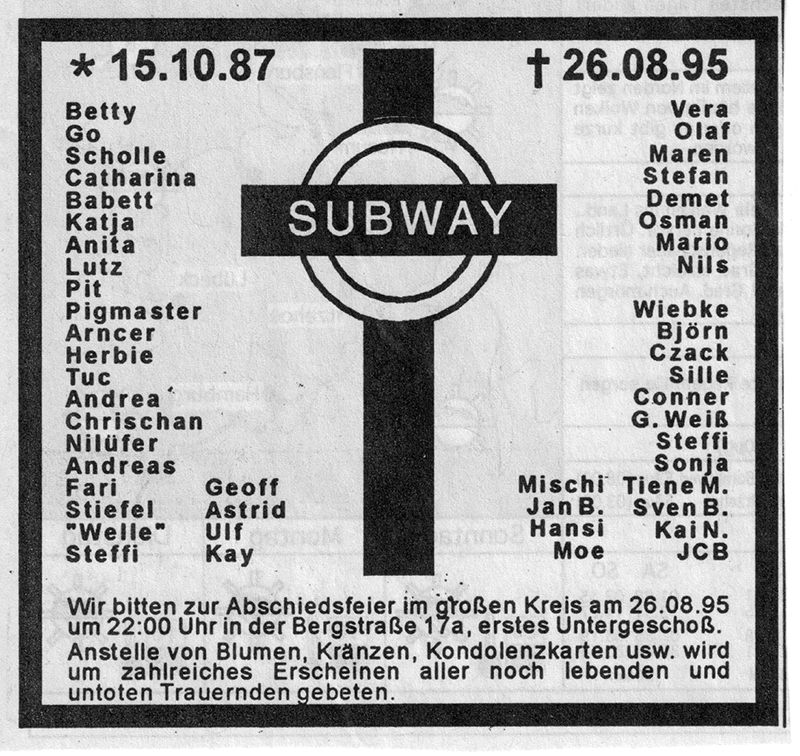 * 15.10.87
† 26.08.95
SUBWAY
Betty
Go
Scholle
Catharina
Babett
Katja
Anita
Lutz
Pit
Pigmaster
Arncer
Herbie
Tuc
Andrea
Chrischan
Nilüfer
Andreas
Fari Geoff
Stiefel Astrid
"Welle" Ulf
Steffi Kay
Vera
Olaf
Maren
Stefan
Demet
Osman
Mario
Nils
Wiebke
Björn
Czack
Sille
Conner
G. Weiß
Steffi
Sonja
Mischi Tiene M.
Jan B. Sven B.
Hansi Kai N.
Moe JCB
Wir bitten zur Abschiedsfeier im großen Kreis am 26.08.95
um 22:00 Uhr in der Bergstraße 17a, erstes Untergeschoß.
Anstelle von Blumen, Kränzen, Kondolenzkarten usw. wird
um zahlreiches Erscheinen aller noch lebenden und
untoten Trauernden gebeten.